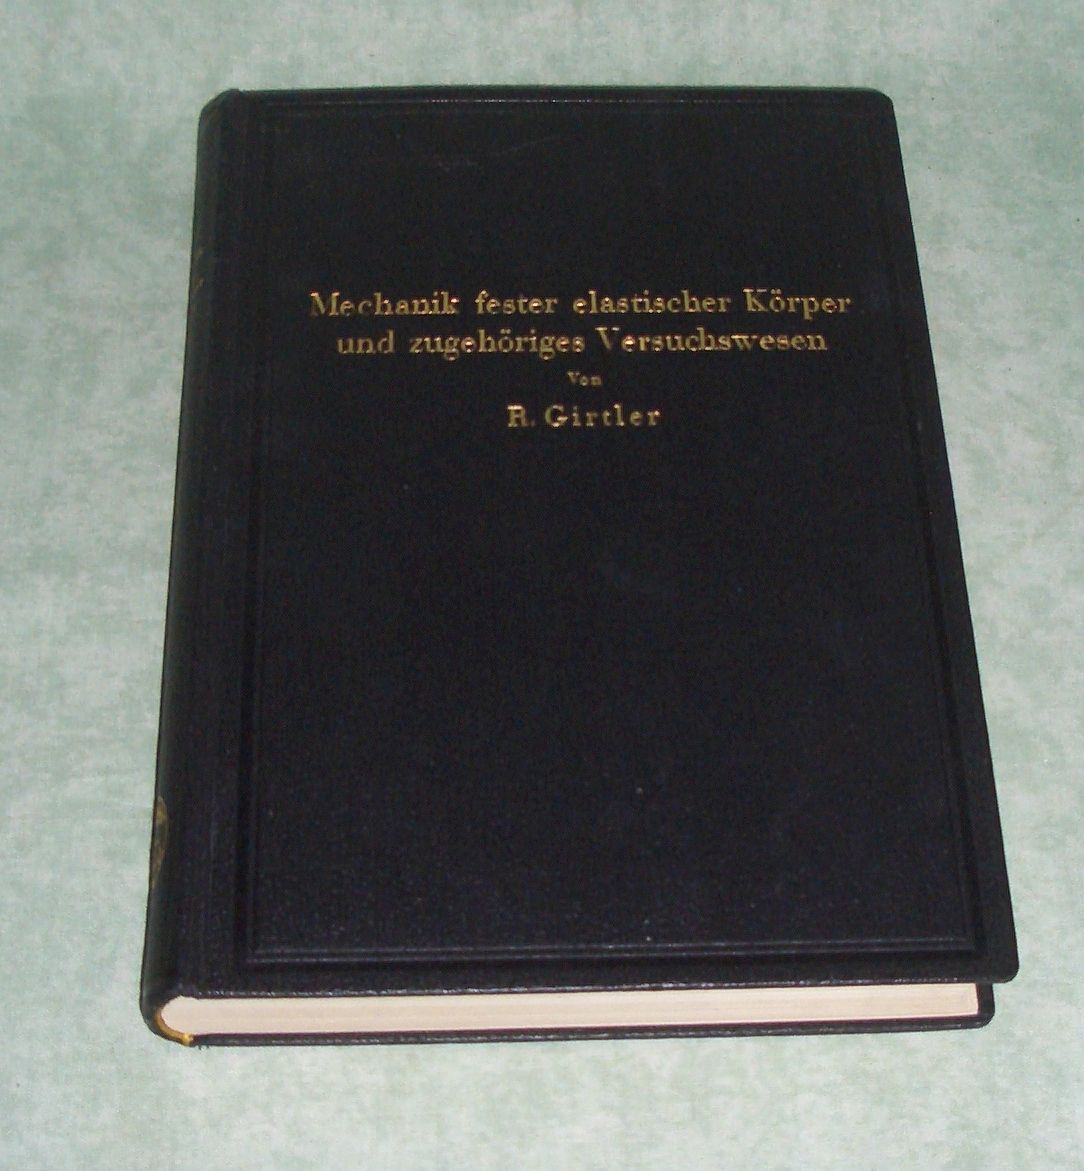 Mechanik fester elastischer Körper
und zugehöriges Versuchswesen
Von
R. Girtler